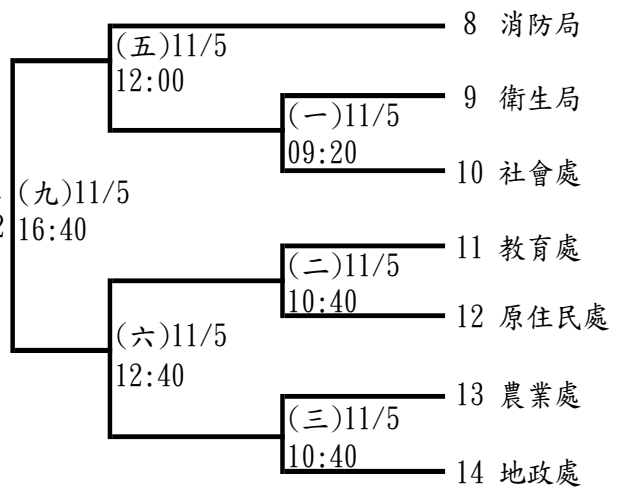 8 消防局
(五)11/5
12:00
9 衛生局
(一)11/5
09:20
10 社會處
(九)11/5
16:40
11 教育處
(二)11/5
10:40
12 原住民處
(六)11/5
12:40
13 農業處
(三)11/5
10:40
14 地政處